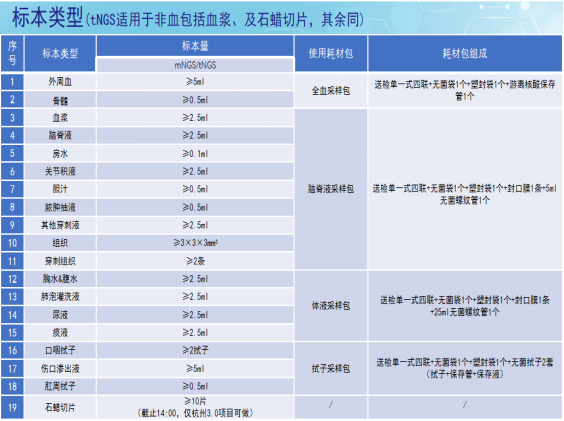 标本类型(tNGS适用于非血包括血浆、及石蜡切片，其余同)
序号 标本类型 标本量 使用耗材包 耗材包组成
mNGS/tNGS
1 外周血 ≥5ml 全血采样包 送检单一式四联+无菌袋1个+塑封袋1个+游离核酸保存
管1个
2 骨髓 ≥0.5ml
3 血浆 ≥2.5ml 脑脊液采样包 送检单一式四联+无菌袋1个+塑封袋1个+封口膜1条+5ml
无菌螺纹管1个
4 脑脊液 ≥2.5ml
5 房水 ≥0.1ml
6 关节积液 ≥2.5ml
7 胆汁 ≥0.5ml
8 脓肿抽液 ≥0.5ml
9 其他穿刺液 ≥2.5ml
10 组织 ≥3×3×3mm³
11 穿刺组织 ≥2条
12 胸水&腹水 ≥2.5ml 体液采样包 送检单一式四联+无菌袋1个+塑封袋1个+封口膜1条
+25ml无菌螺纹管1个
13 肺泡灌洗液 ≥2.5ml
14 尿液 ≥2.5ml
15 痰液 ≥2.5ml
16 口咽拭子 ≥2拭子 拭子采样包 送检单一式四联+无菌袋1个+塑封袋1个+无菌拭子2套
（拭子+保存管+保存液）
17 伤口渗出液 ≥5ml
18 肛周拭子 ≥0.5ml
19 石蜡切片 ≥10片
（截止14:00，仅杭州3.0项目可做） / /